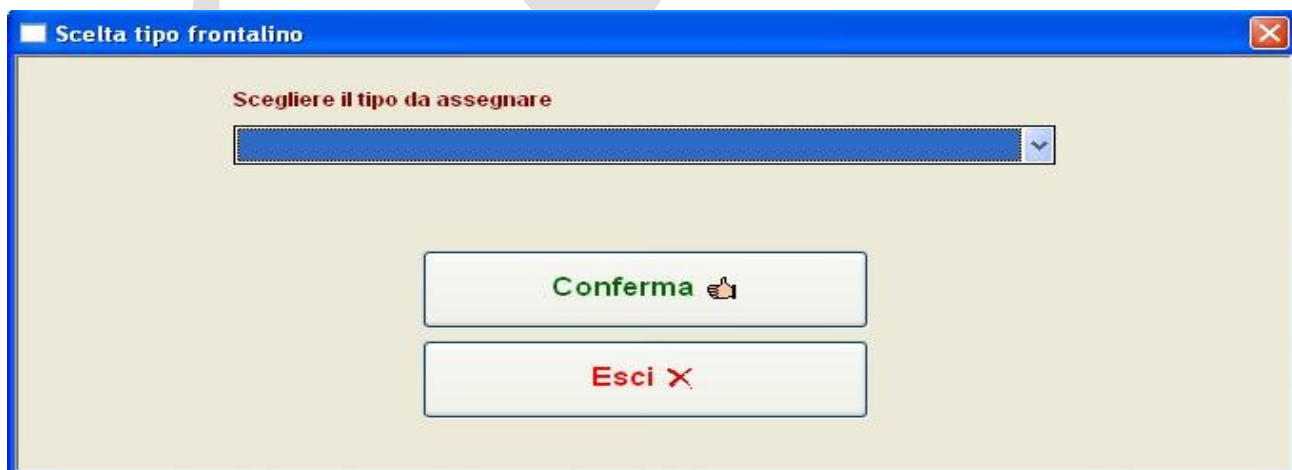 Scelta tipo frontalino
Scegliere il tipo da assegnare
Conferma
Esci